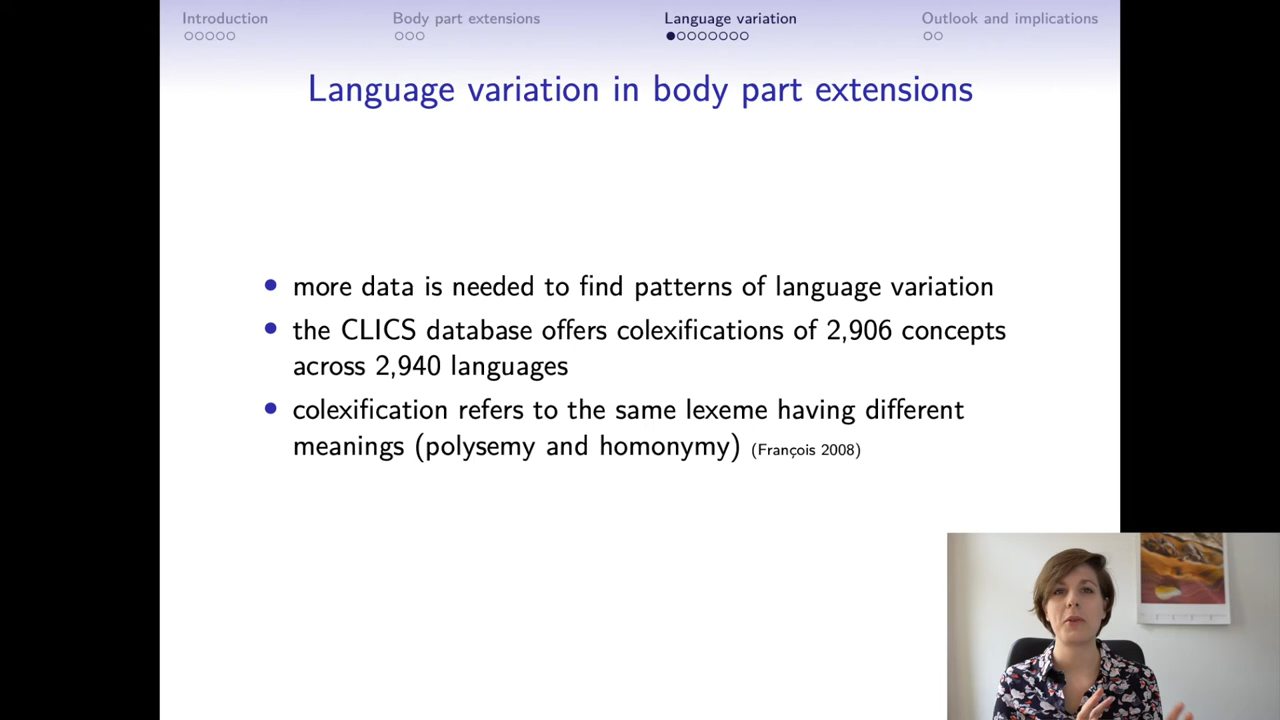 Introduction
Body part extensions
Language variation
Outlook and implications
Language variation in body part extensions
more data is needed to find patterns of language variation
the CLICS database offers colexifications of 2,906 concepts
across 2,940 languages
colexification refers to the same lexeme having different
meanings (polysemy and homonymy) (François 2008)